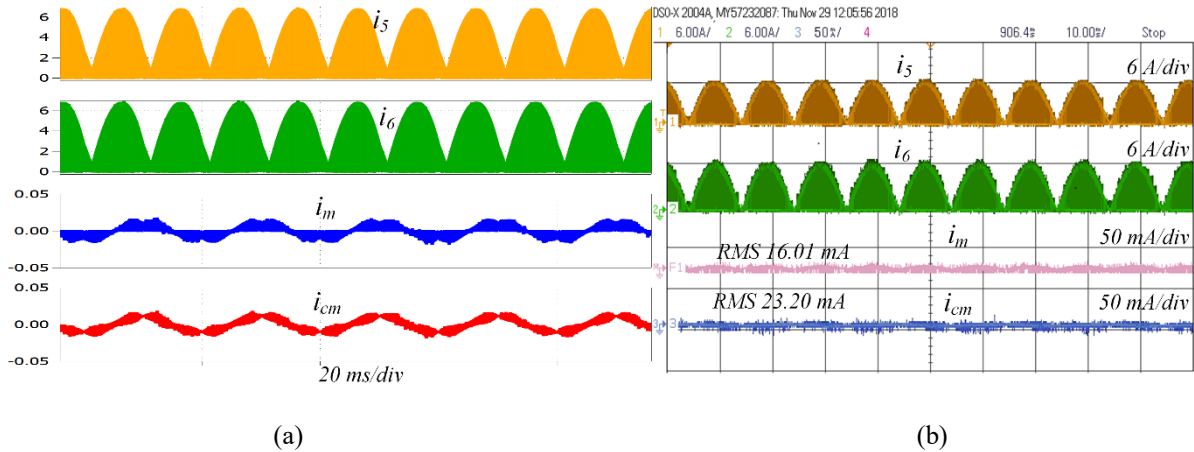 i5
6
4
2
0
i6
6
4
2
0
0.05
im
0.00
-0.05
0.05
icm
0.00
-0.05
20 ms/div
(a)
DSO-X 2004A, MY57232087: Thu Nov 29 12:05:56 2018
1 6.00A/ 2 6.00A/ 3 50%/ 4 906.4% 10.00%/ Stop
i5 6 A/div
i6 6 A/div
im 50 mA/div
RMS 16.01 mA
RMS 23.20 mA icm 50 mA/div
(b)